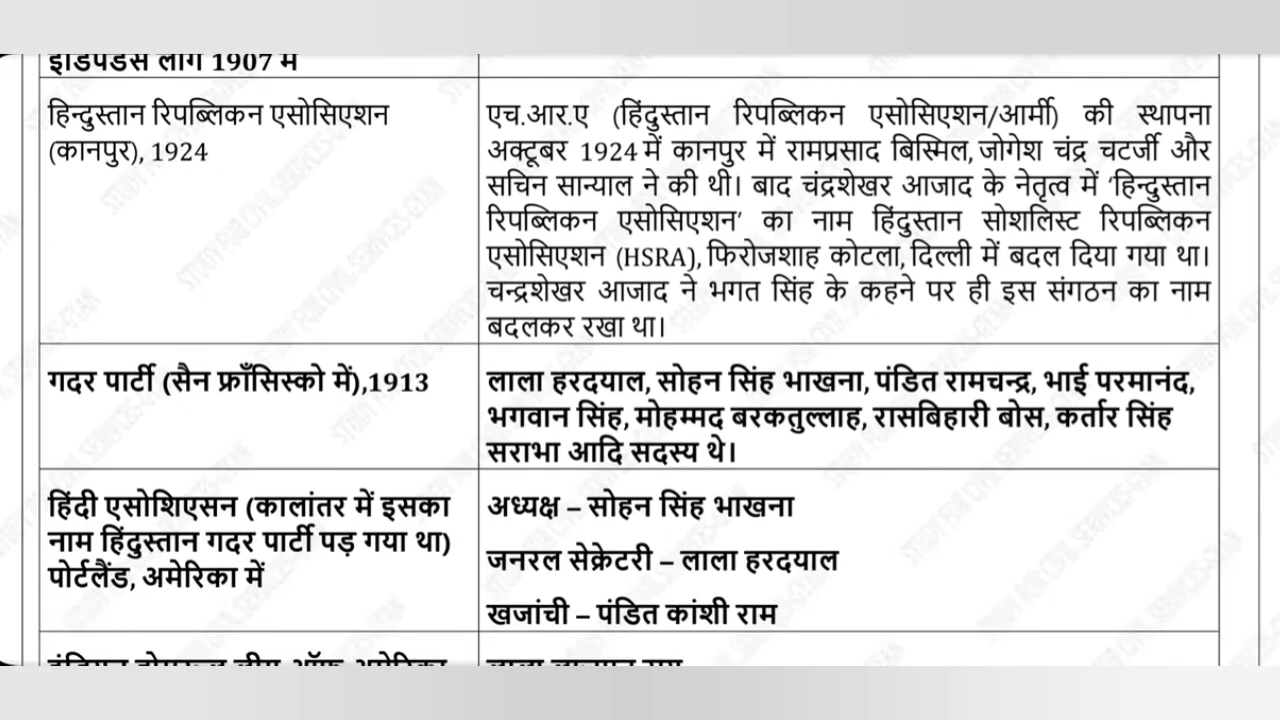 इंडिपेंडेंस लीग 1907 में
हिन्दुस्तान रिपब्लिकन एसोसिएशन
(कानपुर), 1924
एच.आर.ए (हिंदुस्तान रिपब्लिकन एसोसिएशन/आर्मी) की स्थापना
अक्टूबर 1924 में कानपुर में रामप्रसाद बिस्मिल, जोगेश चंद्र चटर्जी और
सचिन सान्याल ने की थी। बाद चंद्रशेखर आजाद के नेतृत्व में ‘हिन्दुस्तान
रिपब्लिकन एसोसिएशन’ का नाम हिंदुस्तान सोशलिस्ट रिपब्लिकन
एसोसिएशन (HSRA), फिरोजशाह कोटला, दिल्ली में बदल दिया गया था।
चन्द्रशेखर आजाद ने भगत सिंह के कहने पर ही इस संगठन का नाम
बदलकर रखा था।
गदर पार्टी (सैन फ्राँसिस्को में),1913
लाला हरदयाल, सोहन सिंह भाखना, पंडित रामचन्द्र, भाई परमानंद,
भगवान सिंह, मोहम्मद बरकतुल्लाह, रासबिहारी बोस, कर्तार सिंह
सराभा आदि सदस्य थे।
हिंदी एसोशिएसन (कालांतर में इसका
नाम हिंदुस्तान गदर पार्टी पड़ गया था)
पोर्टलैंड, अमेरिका में
अध्यक्ष – सोहन सिंह भाखना
जनरल सेक्रेटरी – लाला हरदयाल
खजांची – पंडित कांशी राम